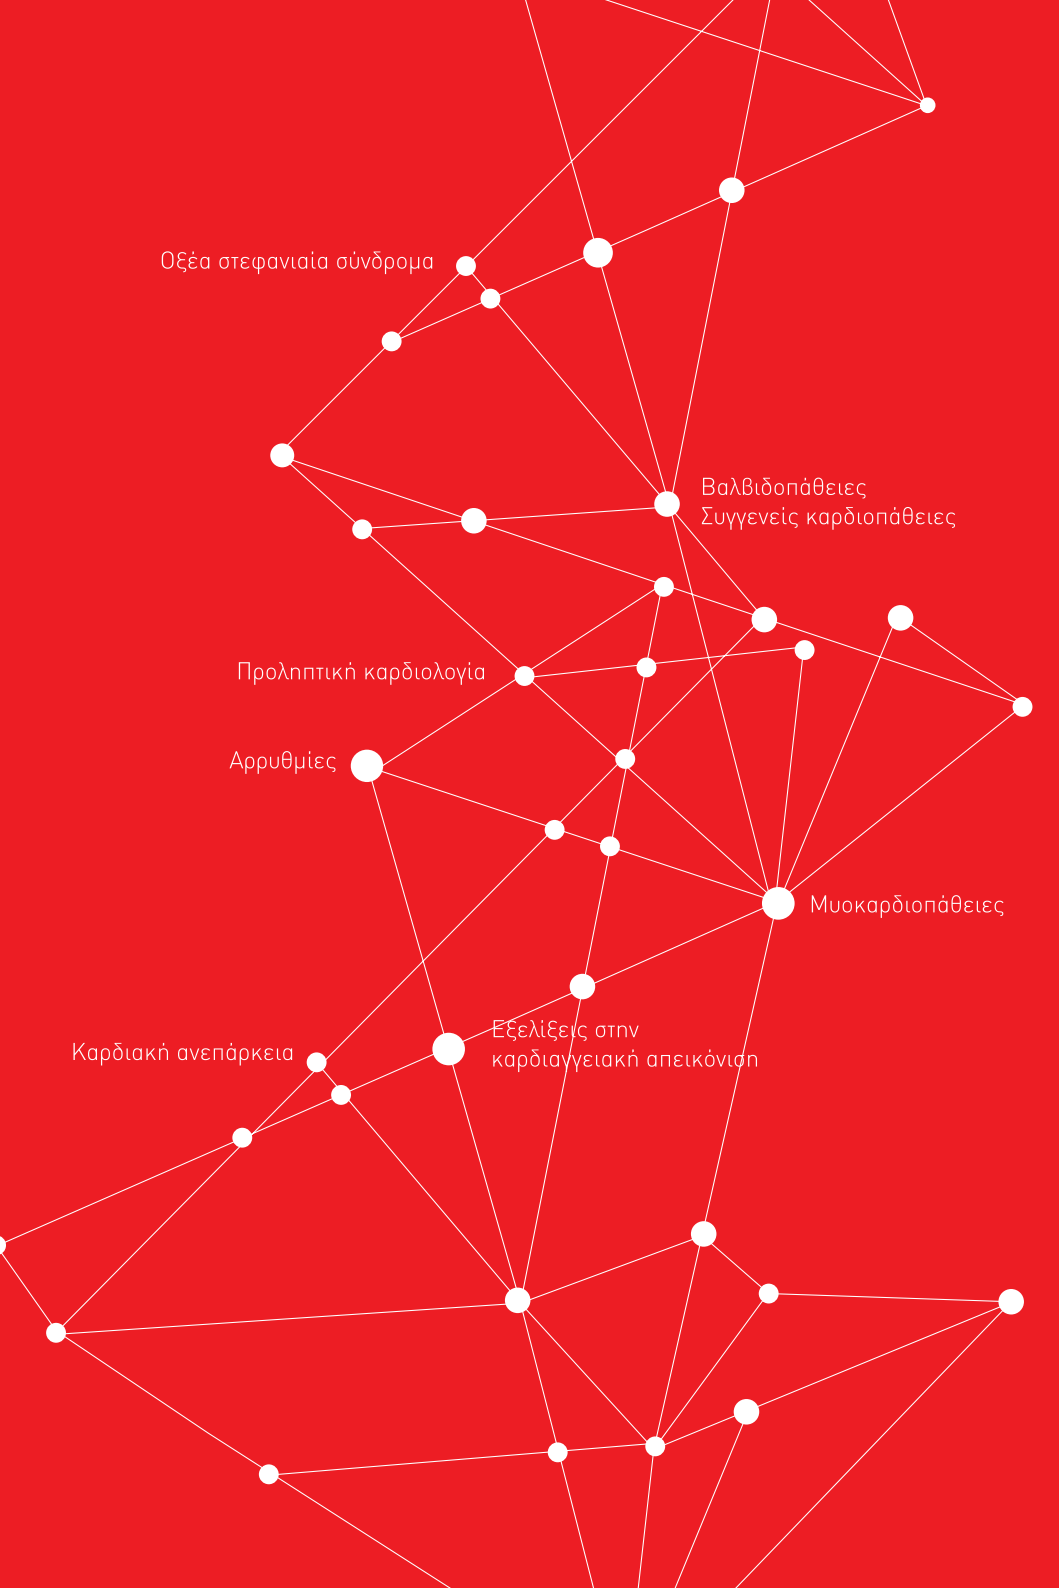 Οξέα στεφανιαία σύνδρομα
Βαλβιδοπάθειες
Συγγενείς καρδιοπάθειες
Προληπτική καρδιολογία
Αρρυθμίες
Μυοκαρδιοπάθειες
Εξελίξεις στην
καρδιαγγειακή απεικόνιση
Καρδιακή ανεπάρκεια